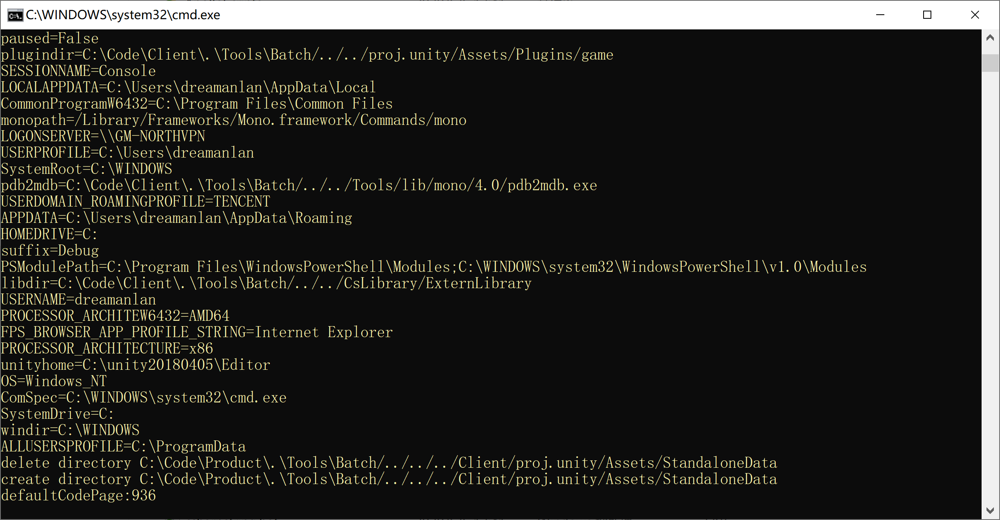 C:\WINDOWS\system32\cmd.exe
paused=False
plugindir=C:\Code\Client\.\Tools\Batch/../../proj.unity/Assets/Plugins/game
SESSIONNAME=Console
LOCALAPPDATA=C:\Users\dreamanlan\AppData\Local
CommonProgramW6432=C:\Program Files\Common Files
monopath=/Library/Frameworks/Mono.framework/Commands/mono
LOGONSERVER=\\GM-NORTHVPN
USERPROFILE=C:\Users\dreamanlan
SystemRoot=C:\WINDOWS
pdb2mdb=C:\Code\Client\.\Tools\Batch/../../Tools/lib/mono/4.0/pdb2mdb.exe
USERDOMAIN_ROAMINGPROFILE=TENCENT
APPDATA=C:\Users\dreamanlan\AppData\Roaming
HOMEDRIVE=C:
suffix=Debug
PSModulePath=C:\Program Files\WindowsPowerShell\Modules;C:\WINDOWS\system32\WindowsPowerShell\v1.0\Modules
libdir=C:\Code\Client\.\Tools\Batch/../../CsLibrary/ExternLibrary
USERNAME=dreamanlan
PROCESSOR_ARCHITEW6432=AMD64
FPS_BROWSER_APP_PROFILE_STRING=Internet Explorer
PROCESSOR_ARCHITECTURE=x86
unityhome=C:\unity20180405\Editor
OS=Windows_NT
ComSpec=C:\WINDOWS\system32\cmd.exe
SystemDrive=C:
windir=C:\WINDOWS
ALLUSERSPROFILE=C:\ProgramData
delete directory C:\Code\Product\.\Tools\Batch/../../../Client/proj.unity/Assets/StandaloneData
create directory C:\Code\Product\.\Tools\Batch/../../../Client/proj.unity/Assets/StandaloneData
defaultCodePage:936